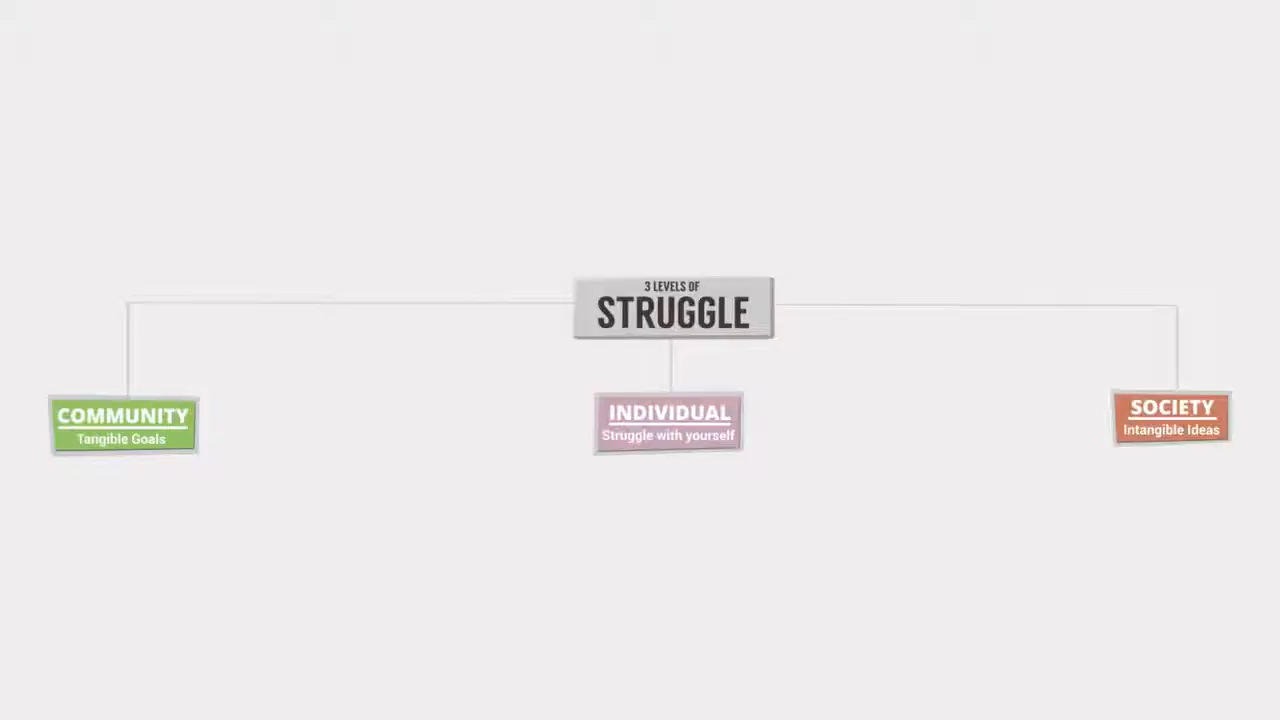 3 LEVELS OF
STRUGGLE
COMMUNITY
Tangible Goals
INDIVIDUAL
Struggle with yourself
SOCIETY
Intangible Ideas